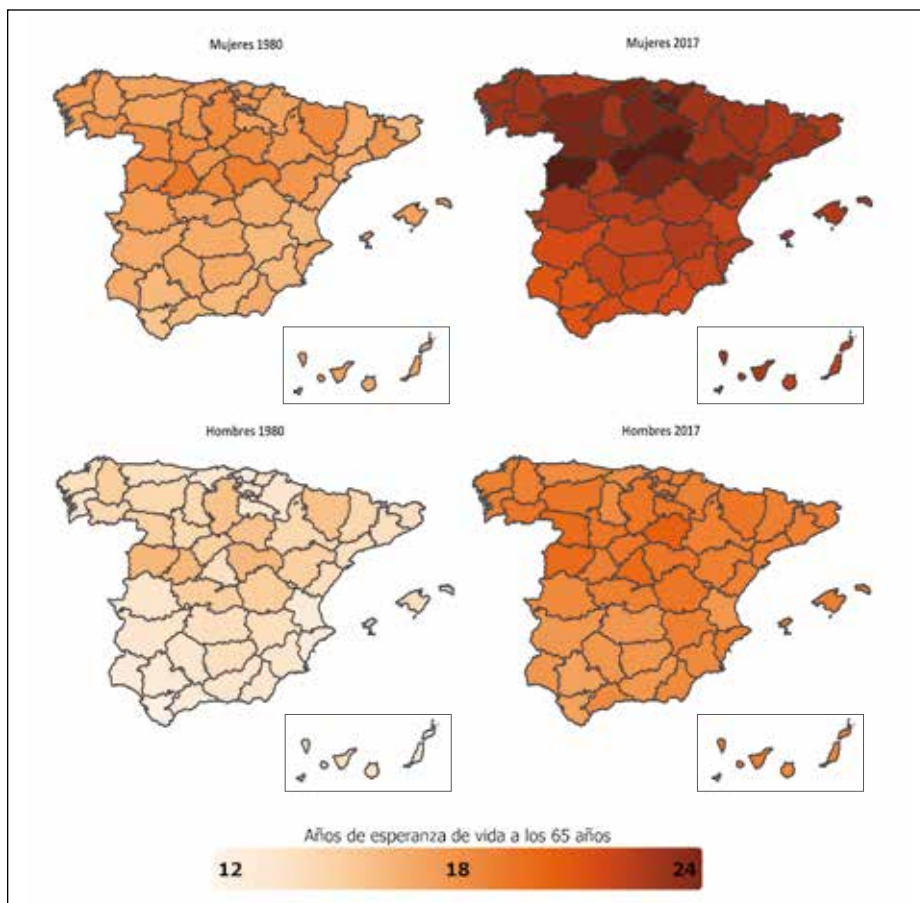 Mujeres 1980
Mujeres 2017
Hombres 1980
Hombres 2017
Años de esperanza de vida a los 65 años
12 18 24